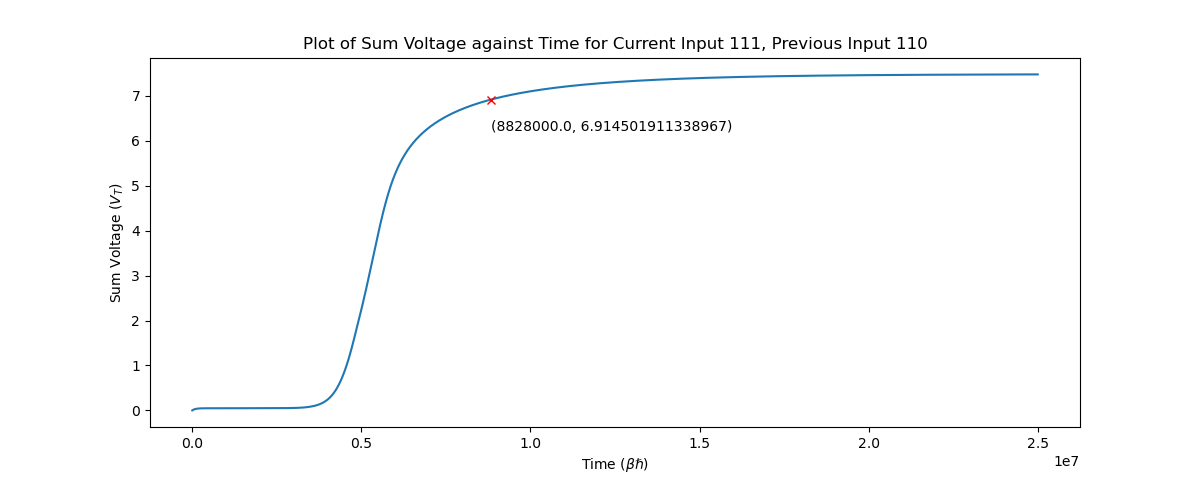 Plot of Sum Voltage against Time for Current Input 111, Previous Input 110
7
6
5
4
3
2
1
0
Sum Voltage (V_T)
(8828000.0, 6.914501911338967)
0.0 0.5 1.0 1.5 2.0 2.5
1e7
Time (βℏ)